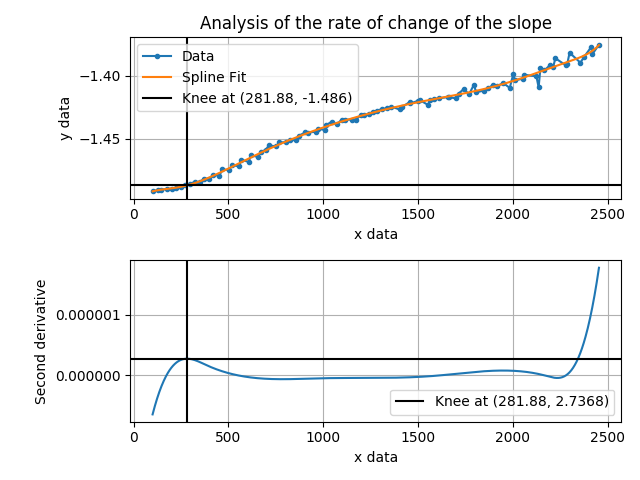 Analysis of the rate of change of the slope
Data
Spline Fit
Knee at (281.88, -1.486)
y data
−1.40
−1.45
0 500 1000 1500 2000 2500
x data
Second derivative
0.000001
0.000000
Knee at (281.88, 2.7368)
0 500 1000 1500 2000 2500
x data